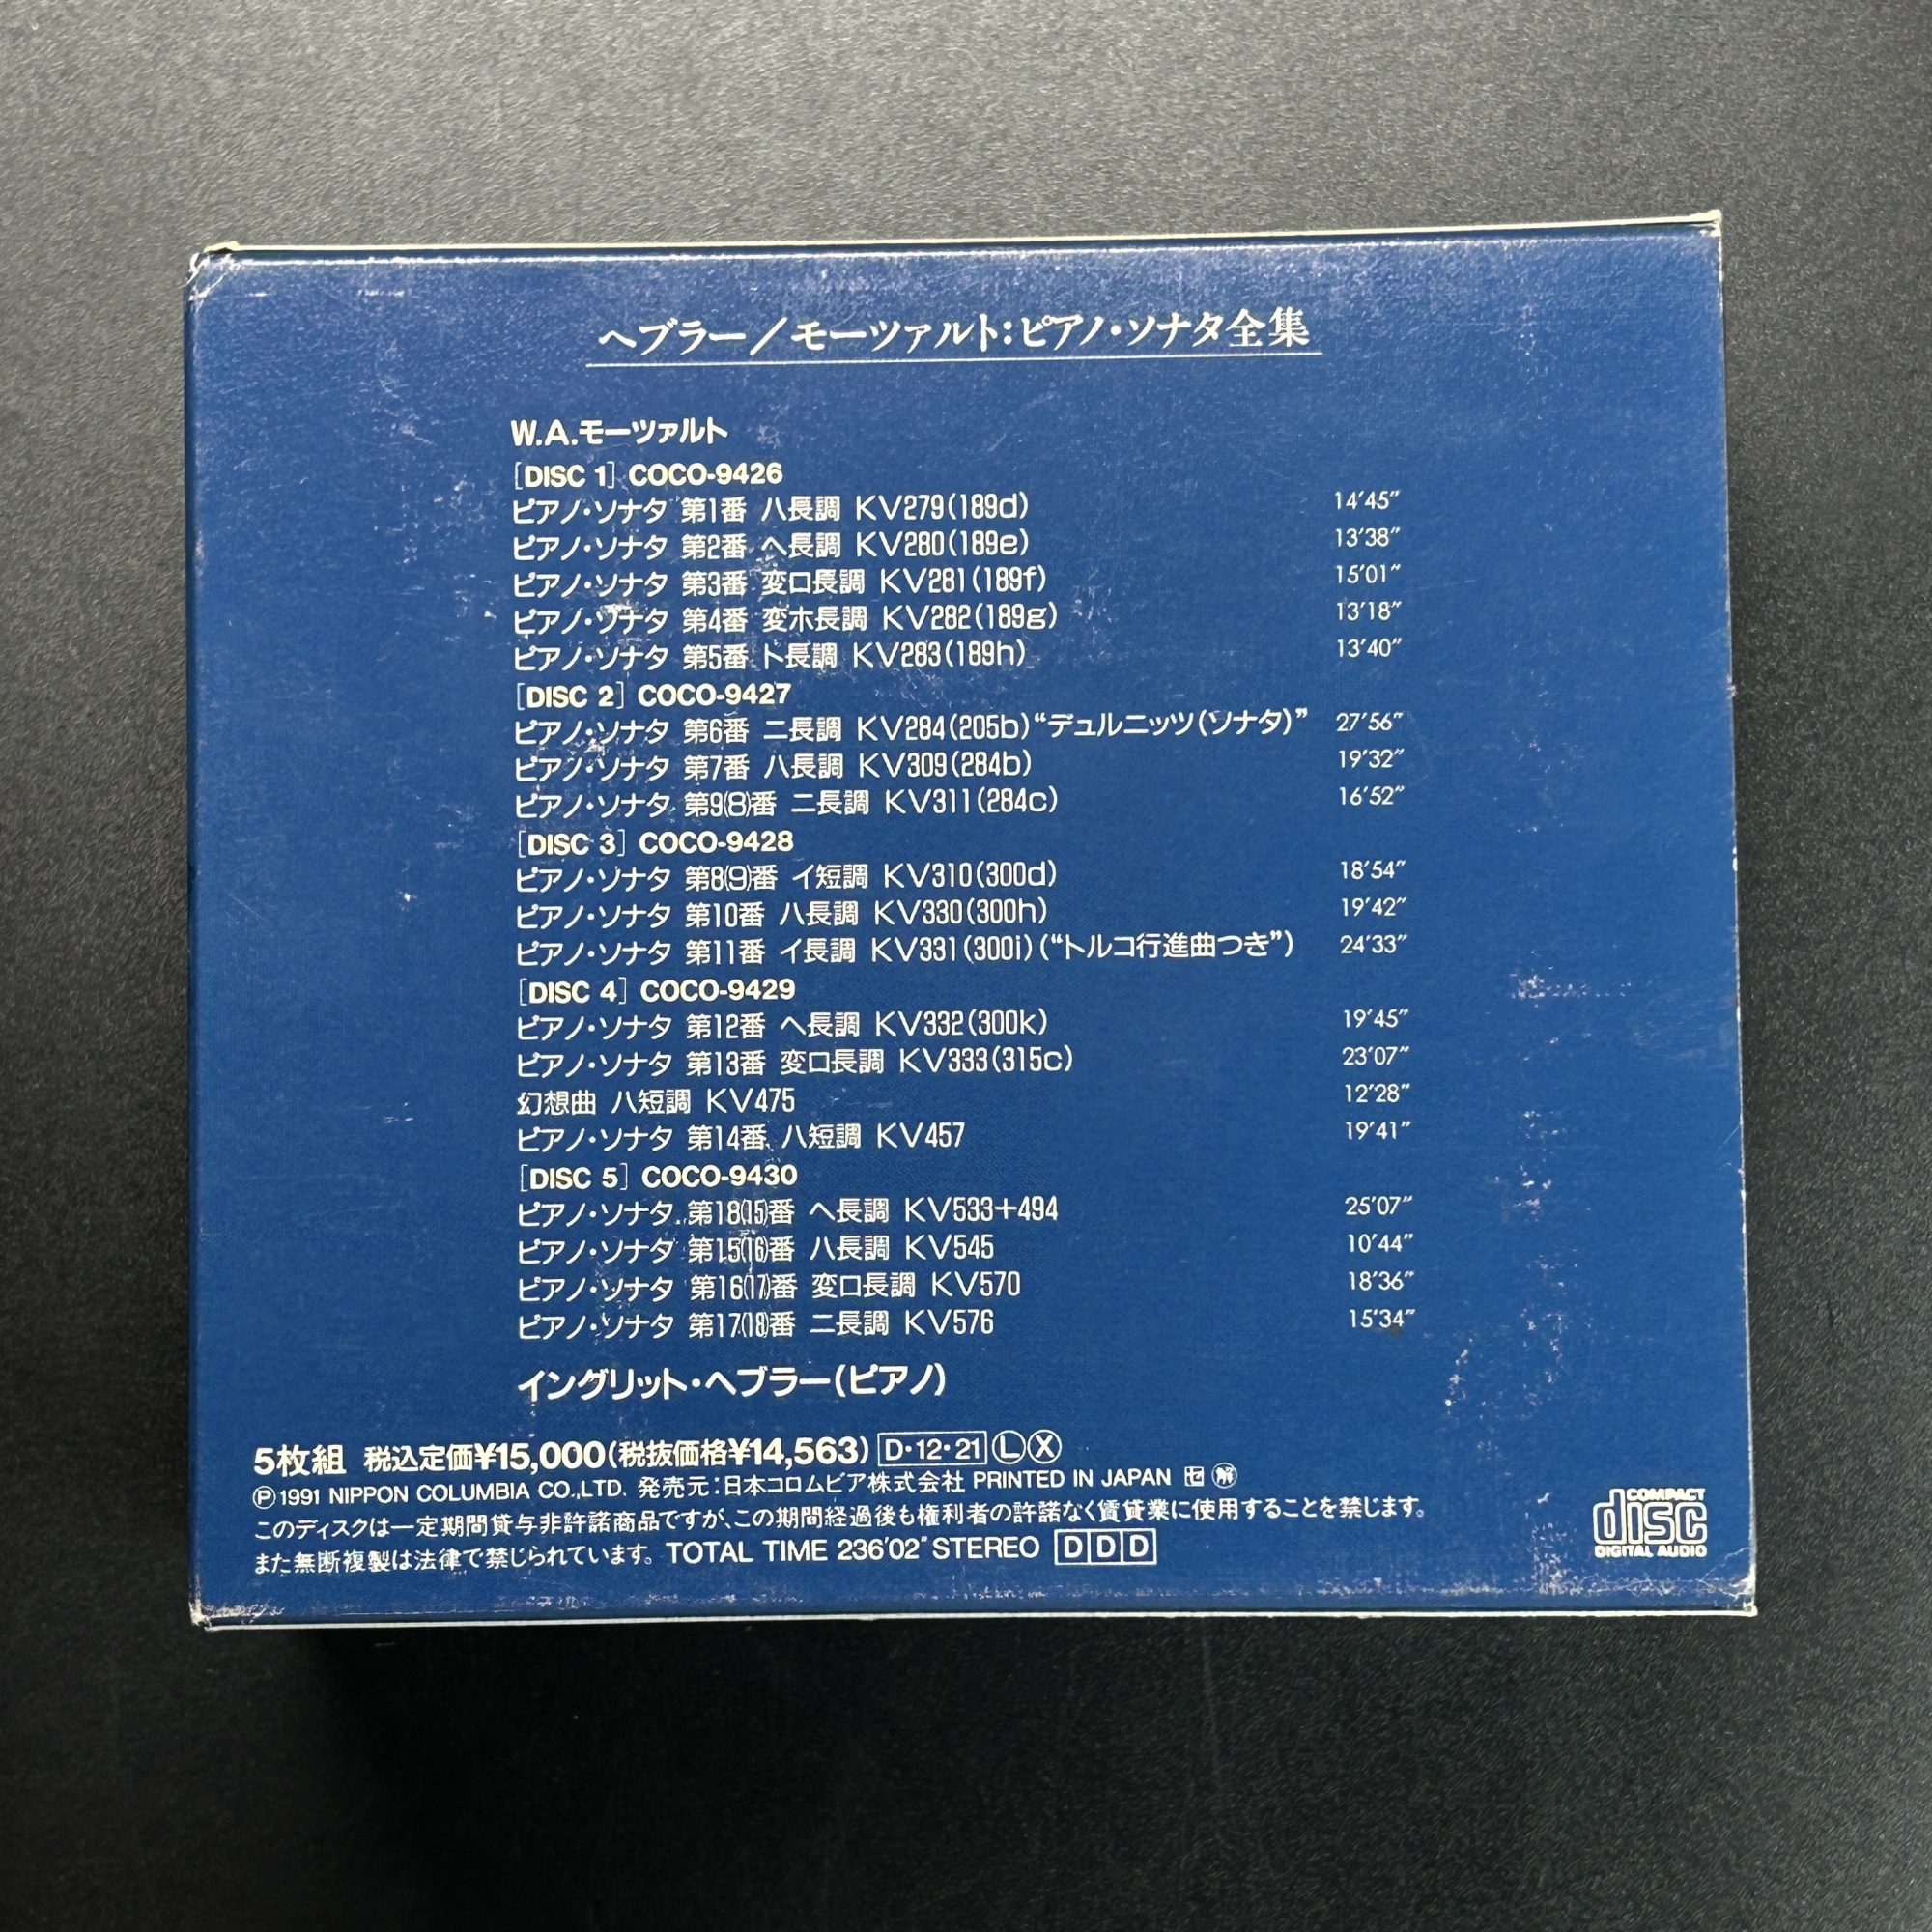 ヘブラー／モーツァルト:ピアノ・ソナタ全集
W.A.モーツァルト
[DISC 1] COCO-9426
ピアノ・ソナタ 第1番 ハ長調 KV279(189d) 14′45″
ピアノ・ソナタ 第2番 ヘ長調 KV280(189e) 13′38″
ピアノ・ソナタ 第3番 変ロ長調 KV281(189f) 15′01″
ピアノ・ソナタ 第4番 変ホ長調 KV282(189g) 13′18″
ピアノ・ソナタ 第5番 ト長調 KV283(189h) 13′40″
[DISC 2] COCO-9427
ピアノ・ソナタ 第6番 ニ長調 KV284(205b)“デュルニッツ(ソナタ)” 27′56″
ピアノ・ソナタ 第7番 ハ長調 KV309(284b) 19′32″
ピアノ・ソナタ 第9(8)番 ニ長調 KV311(284c) 16′52″
[DISC 3] COCO-9428
ピアノ・ソナタ 第8(9)番 イ短調 KV310(300d) 18′54″
ピアノ・ソナタ 第10番 ハ長調 KV330(300h) 19′42″
ピアノ・ソナタ 第11番 イ長調 KV331(300i)(“トルコ行進曲つき”) 24′33″
[DISC 4] COCO-9429
ピアノ・ソナタ 第12番 ヘ長調 KV332(300k) 19′45″
ピアノ・ソナタ 第13番 変ロ長調 KV333(315c) 23′07″
幻想曲 ハ短調 KV475 12′28″
ピアノ・ソナタ 第14番 ハ短調 KV457 19′41″
[DISC 5] COCO-9430
ピアノ・ソナタ 第18(15)番 ヘ長調 KV533+494 25′07″
ピアノ・ソナタ 第15(16)番 ハ長調 KV545 10′44″
ピアノ・ソナタ 第16(17)番 変ロ長調 KV570 18′36″
ピアノ・ソナタ 第17(18)番 ニ長調 KV576 15′34″
イングリット・ヘブラー(ピアノ)
5枚組 税込定価¥15,000(税抜価格¥14,563) D・12・21 Ⓛ Ⓧ
Ⓟ1991 NIPPON COLUMBIA CO.,LTD. 発売元:日本コロムビア株式会社 PRINTED IN JAPAN
このディスクは一定期間貸与非許諾商品ですが、この期間経過後も権利者の許諾なく賃貸業に使用することを禁じます。
また無断複製は法律で禁じられています。 TOTAL TIME 236′02″ STEREO DDD
COMPACT
disc
DIGITAL AUDIO